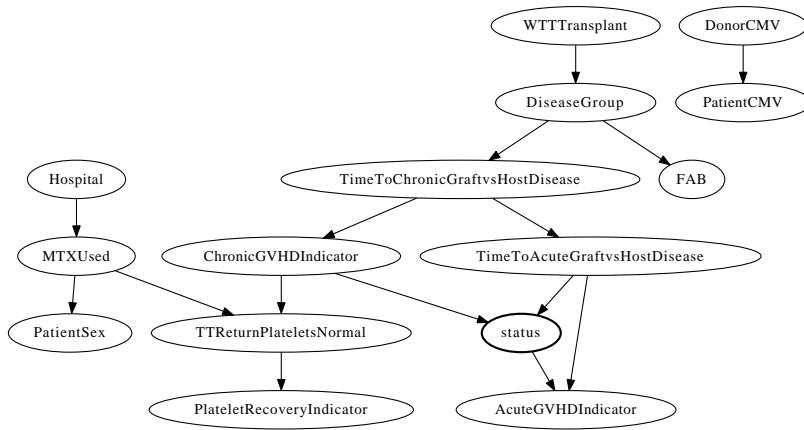 WTTTransplant
DonorCMV
DiseaseGroup
PatientCMV
Hospital
TimeToChronicGraftvsHostDisease
FAB
MTXUsed
ChronicGVHDIndicator
TimeToAcuteGraftvsHostDisease
PatientSex
TTReturnPlateletsNormal
status
PlateletRecoveryIndicator
AcuteGVHDIndicator